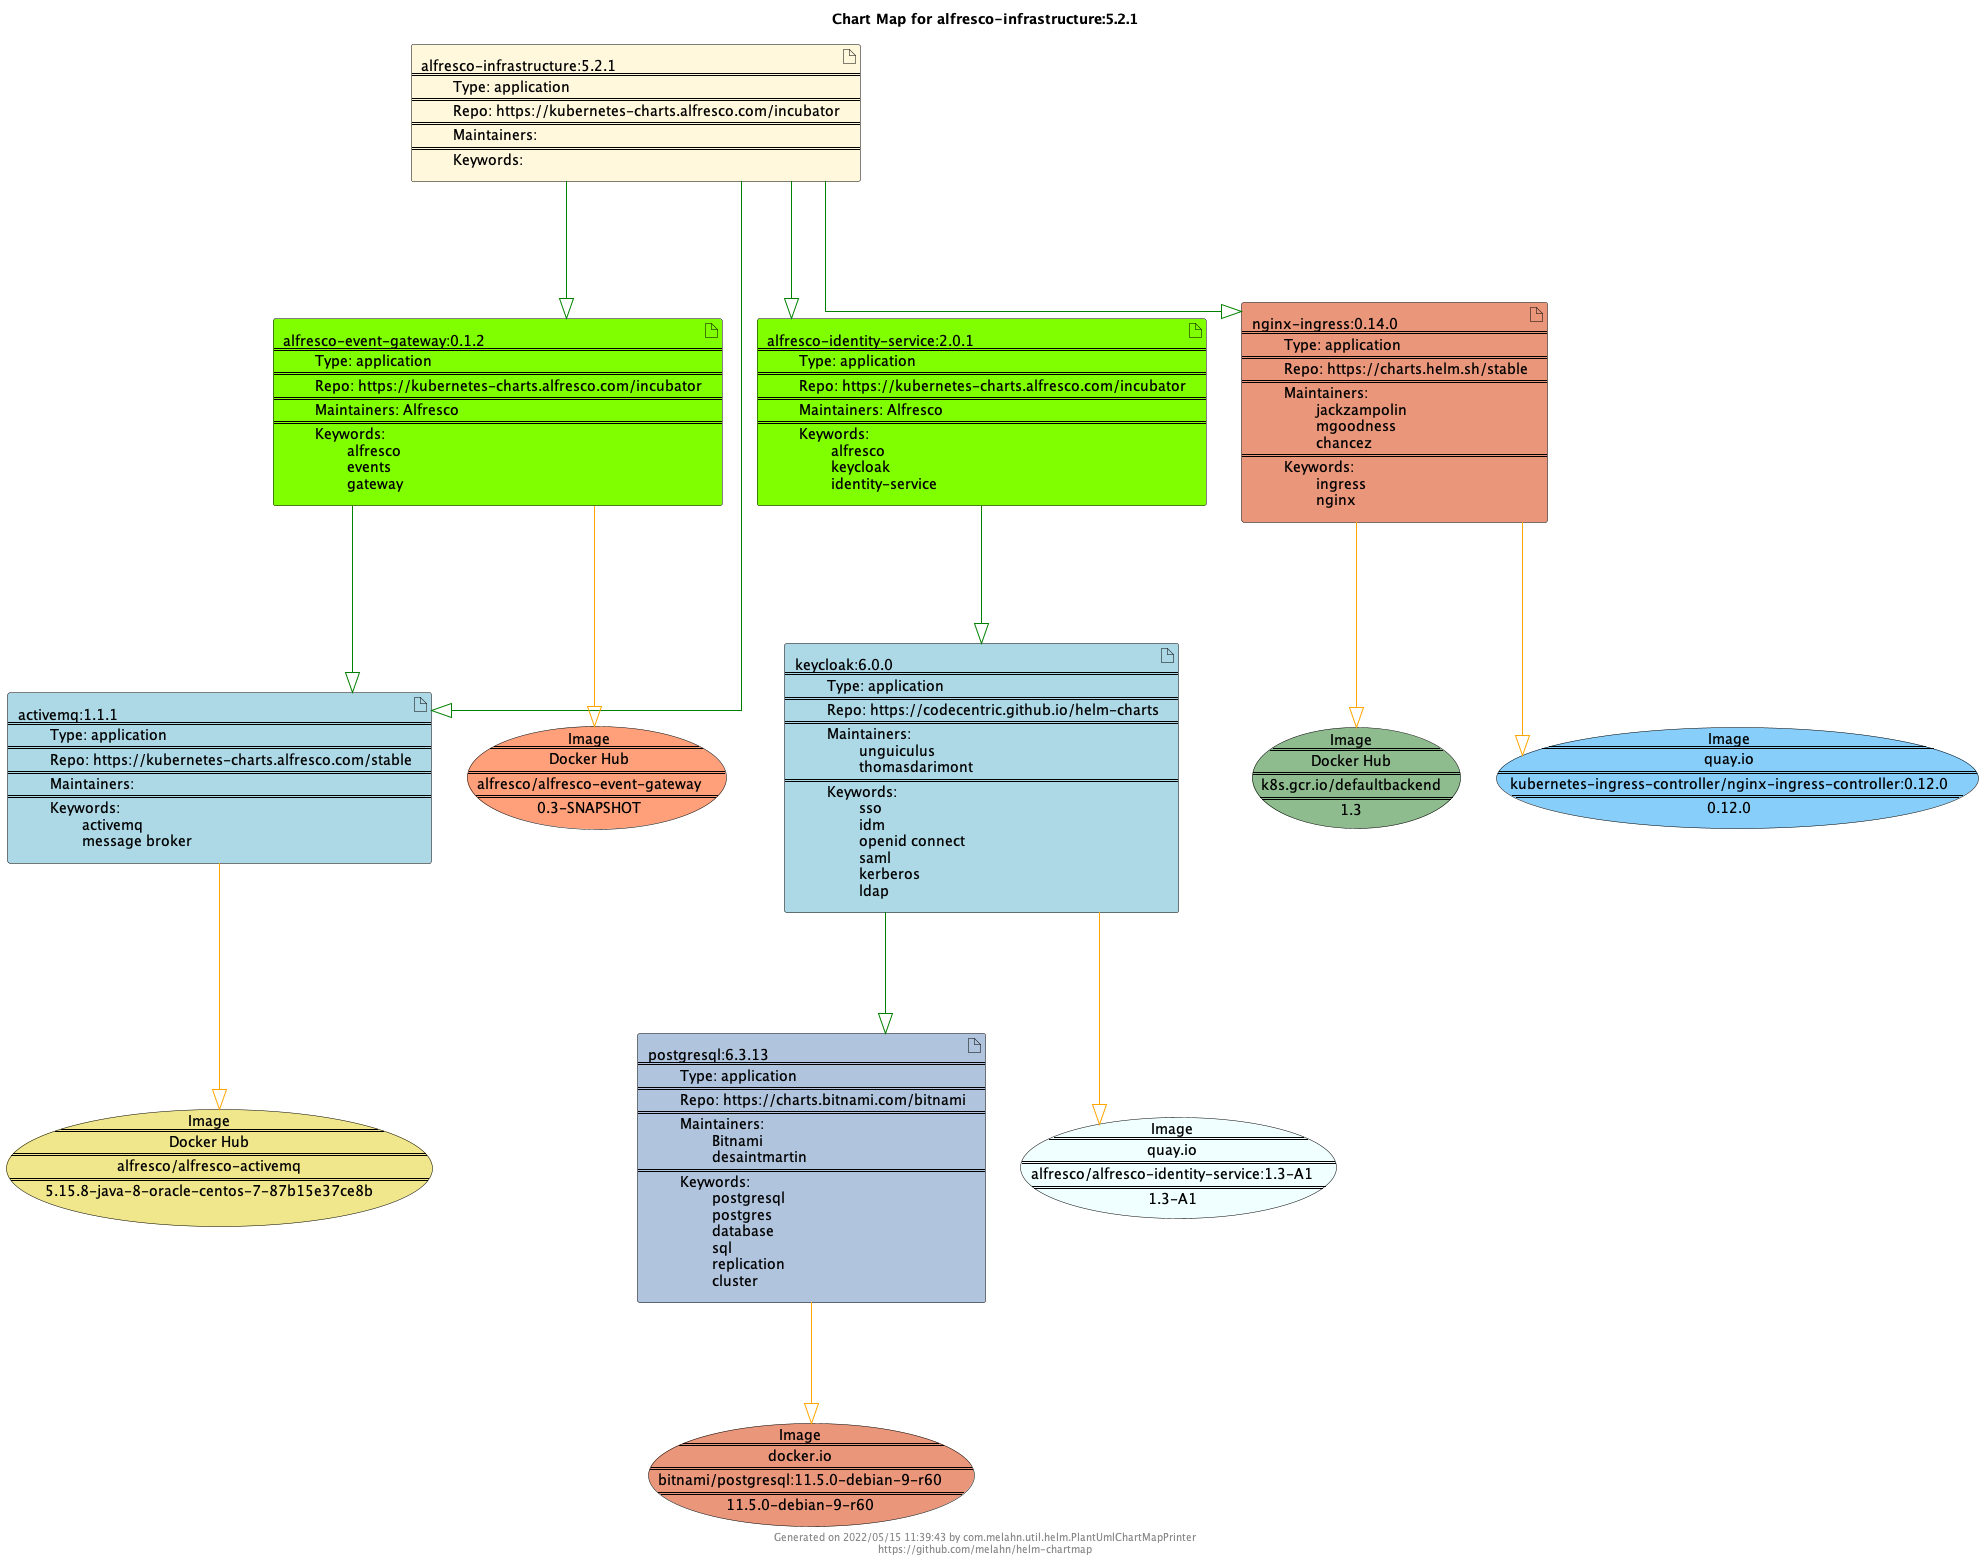 Chart Map for alfresco-infrastructure:5.2.1
alfresco-infrastructure:5.2.1
Type: application
Repo: https://kubernetes-charts.alfresco.com/incubator
Maintainers:
Keywords:
alfresco-event-gateway:0.1.2
Type: application
Repo: https://kubernetes-charts.alfresco.com/incubator
Maintainers: Alfresco
Keywords:
alfresco
events
gateway
alfresco-identity-service:2.0.1
Type: application
Repo: https://kubernetes-charts.alfresco.com/incubator
Maintainers: Alfresco
Keywords:
alfresco
keycloak
identity-service
nginx-ingress:0.14.0
Type: application
Repo: https://charts.helm.sh/stable
Maintainers:
jackzampolin
mgoodness
chancez
Keywords:
ingress
nginx
activemq:1.1.1
Type: application
Repo: https://kubernetes-charts.alfresco.com/stable
Maintainers:
Keywords:
activemq
message broker
Image
Docker Hub
alfresco/alfresco-event-gateway
0.3-SNAPSHOT
keycloak:6.0.0
Type: application
Repo: https://codecentric.github.io/helm-charts
Maintainers:
unguiculus
thomasdarimont
Keywords:
sso
idm
openid connect
saml
kerberos
ldap
Image
Docker Hub
k8s.gcr.io/defaultbackend
1.3
Image
quay.io
kubernetes-ingress-controller/nginx-ingress-controller:0.12.0
0.12.0
Image
Docker Hub
alfresco/alfresco-activemq
5.15.8-java-8-oracle-centos-7-87b15e37ce8b
postgresql:6.3.13
Type: application
Repo: https://charts.bitnami.com/bitnami
Maintainers:
Bitnami
desaintmartin
Keywords:
postgresql
postgres
database
sql
replication
cluster
Image
quay.io
alfresco/alfresco-identity-service:1.3-A1
1.3-A1
Image
docker.io
bitnami/postgresql:11.5.0-debian-9-r60
11.5.0-debian-9-r60
Generated on 2022/05/15 11:39:43 by com.melahn.util.helm.PlantUmlChartMapPrinter
https://github.com/melahn/helm-chartmap